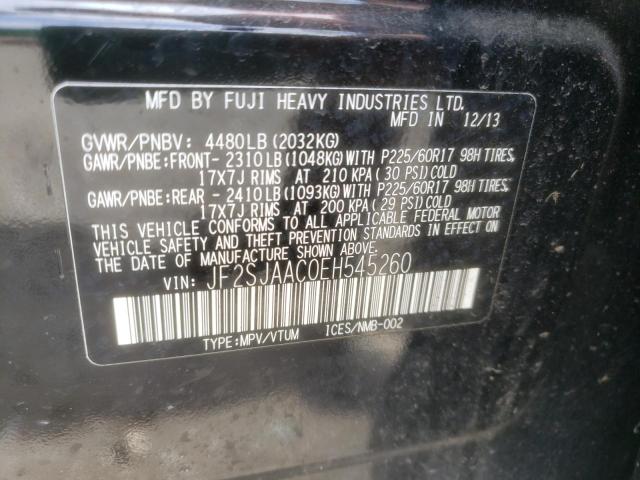 MFD BY FUJI HEAVY INDUSTRIES LTD.
MFD IN 12/13
GVWR/PNBV: 4480LB (2032KG)
GAWR/PNBE:FRONT- 2310LB (1048KG) WITH P225/60R17 98H TIRES,
17X7J RIMS AT 210 KPA (30 PSI) COLD
GAWR/PNBE:REAR - 2410LB (1093KG) WITH P225/60R17 98H TIRES,
17X7J RIMS AT 200 KPA (29 PSI) COLD
THIS VEHICLE CONFORMS TO ALL APPLICABLE FEDERAL MOTOR
VEHICLE SAFETY AND THEFT PREVENTION STANDARDS IN EFFECT ON
THE DATE OF MANUFACTURE SHOWN ABOVE.
VIN: JF2SJAAC0EH545260
TYPE:MPV/VTUM ICES/NMB-002